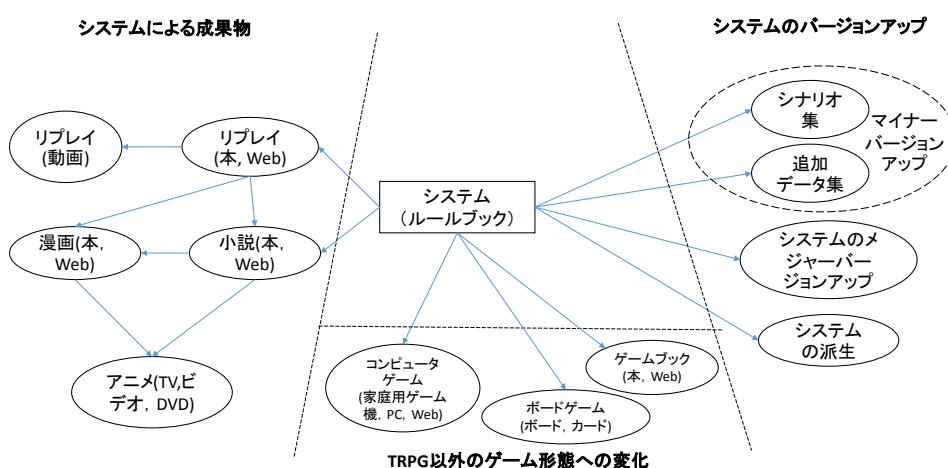 システムによる成果物
システムのバージョンアップ
リプレイ
(動画)
リプレイ
(本, Web)
漫画(本,
Web)
小説(本,
Web)
アニメ(TV,ビ
デオ, DVD)
システム
(ルールブック)
シナリオ
集
追加
データ集
マイナー
バージョン
アップ
システムのメ
ジャーバー
ジョンアップ
システム
の派生
コンピュータ
ゲーム
(家庭用ゲーム
機, PC, Web)
ボードゲーム
(ボード, カード)
ゲームブック
(本, Web)
TRPG以外のゲーム形態への変化